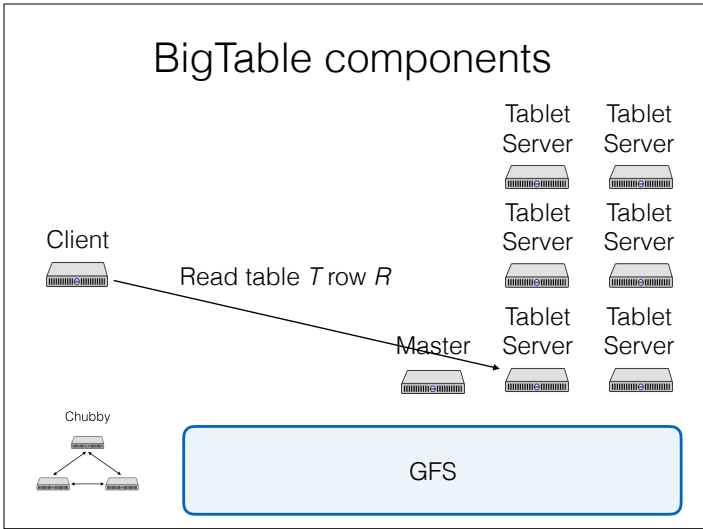 BigTable components
Tablet Tablet
Server Server
Tablet Tablet
Server Server
Client
Read table T row R
Tablet Tablet
Master Server Server
Chubby
GFS